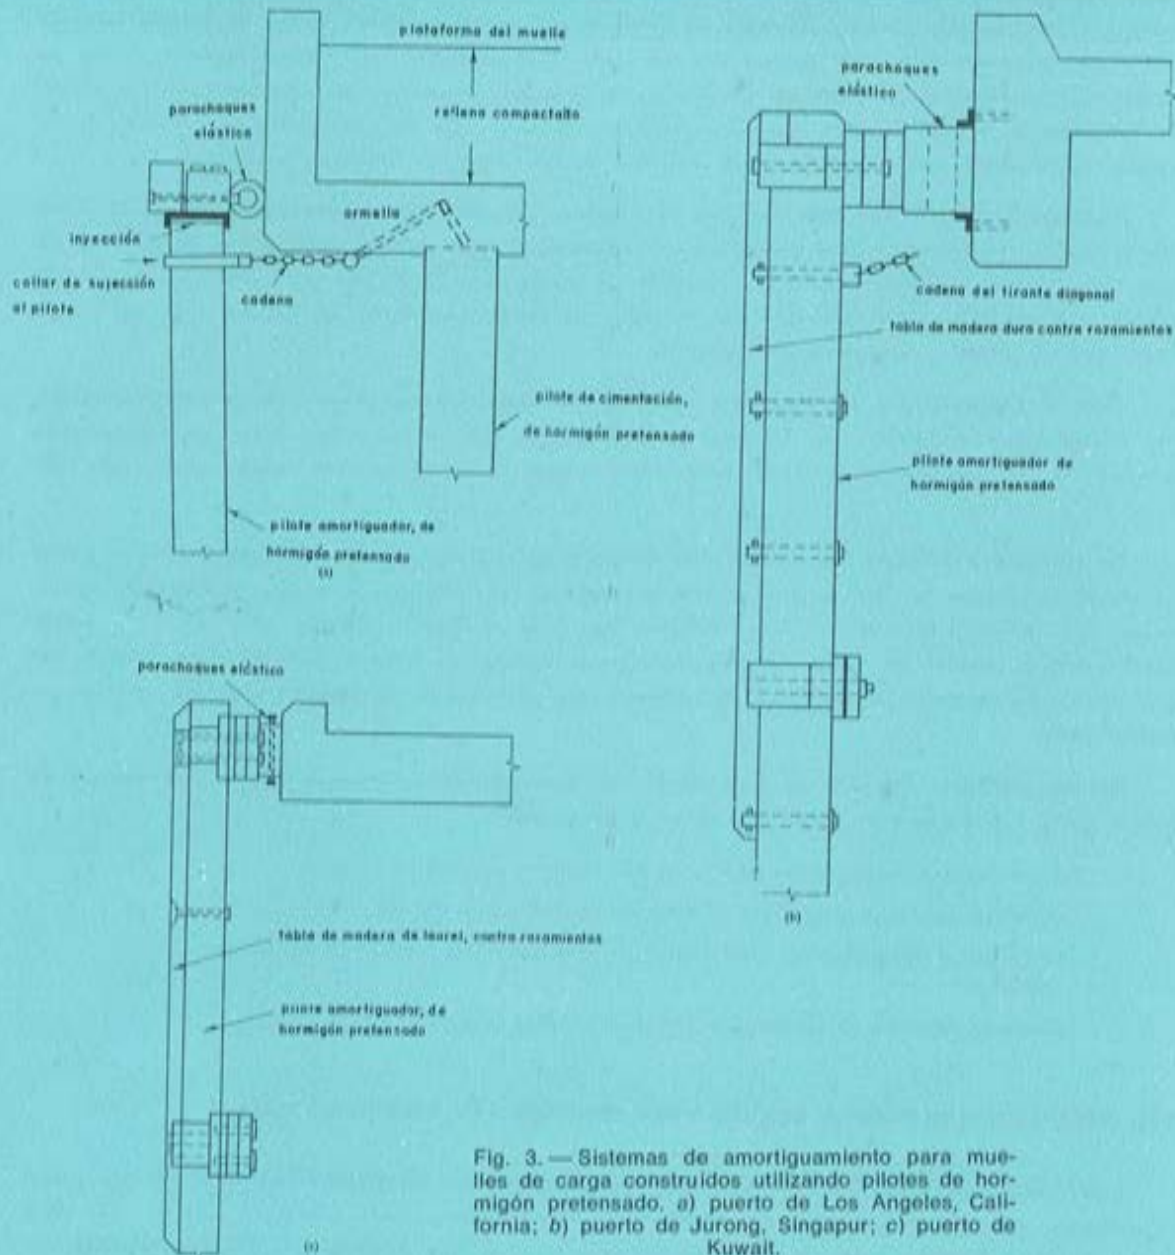 plataforma del muelle
parachoques
elástico
relleno compactado
ormella
inyección
collar de sujección
al pilote
cadena
pilote de cimentación,
de hormigón pretensado
pilote amortiguador, de
hormigón pretensado
(a)
parachoques
elástico
cadena del tirante diagonal
tabla de madera dura contra rozamientos
pilote amortiguador de
hormigón pretensado
(b)
parachoques elástico
tabla de madera de laurel, contra rozamientos
pilote amortiguador, de
hormigón pretensado
(c)
Fig. 3. — Sistemas de amortiguamiento para mue-
lles de carga construidos utilizando pilotes de hor-
migón pretensado. a) puerto de Los Angeles, Cali-
fornia; b) puerto de Jurong, Singapur; c) puerto de
Kuwait.